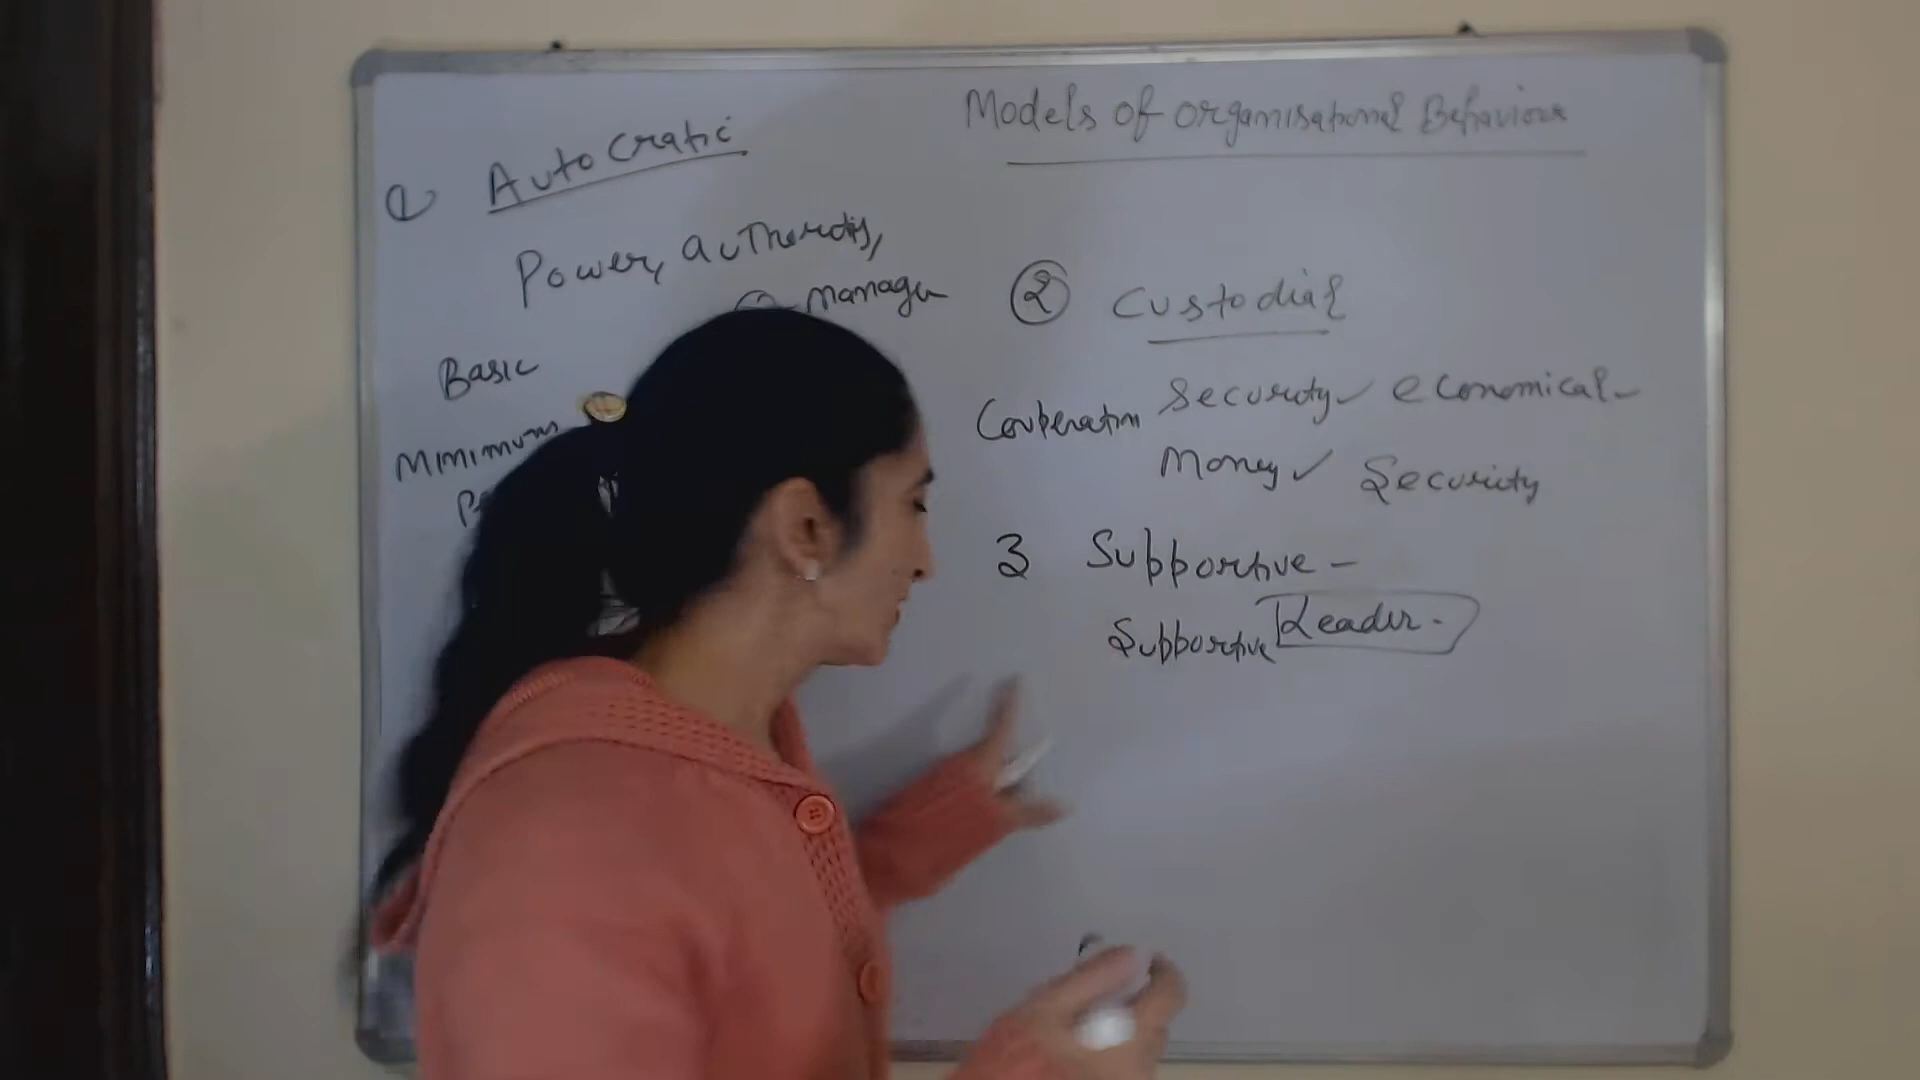 Models of organisational Behaviour
① Autocratic
Power, authority,
manager
Basic
Minimum
② Custodial
Cooperation Security ✓ economical -
Money ✓ Security
3 Supportive -
Supportive Leader.